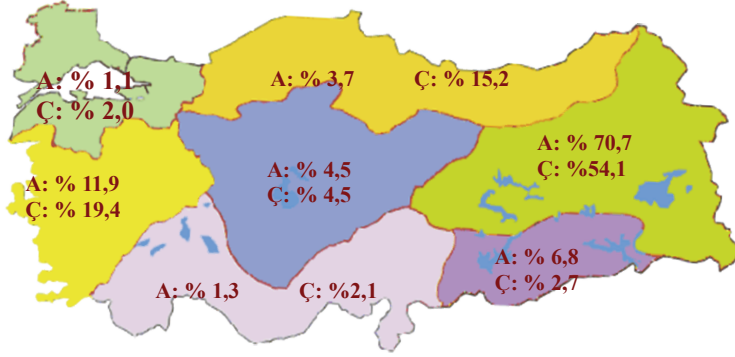 A: % 1,1
Ç: % 2,0
A: % 3,7 Ç: % 15,2
A: % 70,7
Ç: %54,1
A: % 11,9
Ç: % 19,4
A: % 4,5
Ç: % 4,5
A: % 6,8
Ç: % 2,7
A: % 1,3 Ç: %2,1